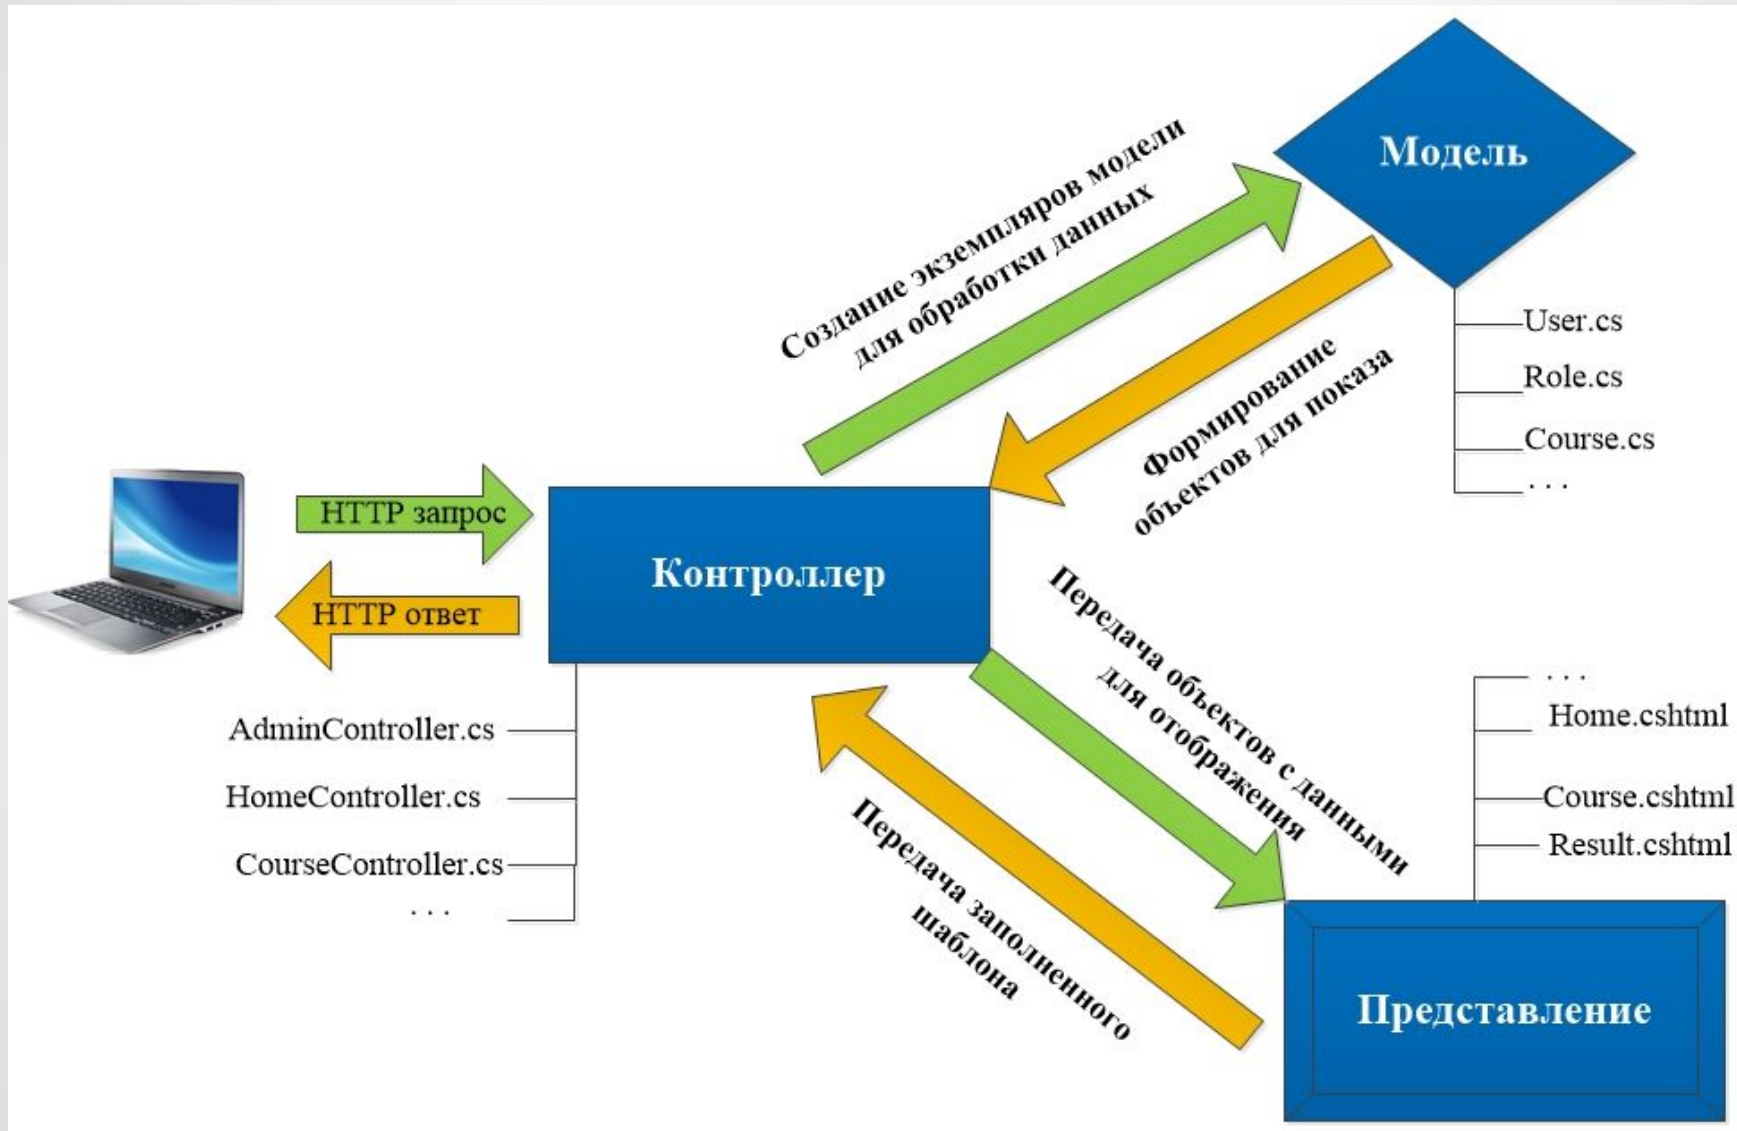 Модель
Создание экземпляров модели
для обработки данных
Формирование
объектов для показа
User.cs
Role.cs
Course.cs
. . .
HTTP запрос
HTTP ответ
Контроллер
AdminController.cs
HomeController.cs
CourseController.cs
. . .
Передача объектов с данными
для отображения
Передача заполненного
шаблона
. . .
Home.cshtml
Course.cshtml
Result.cshtml
Представление